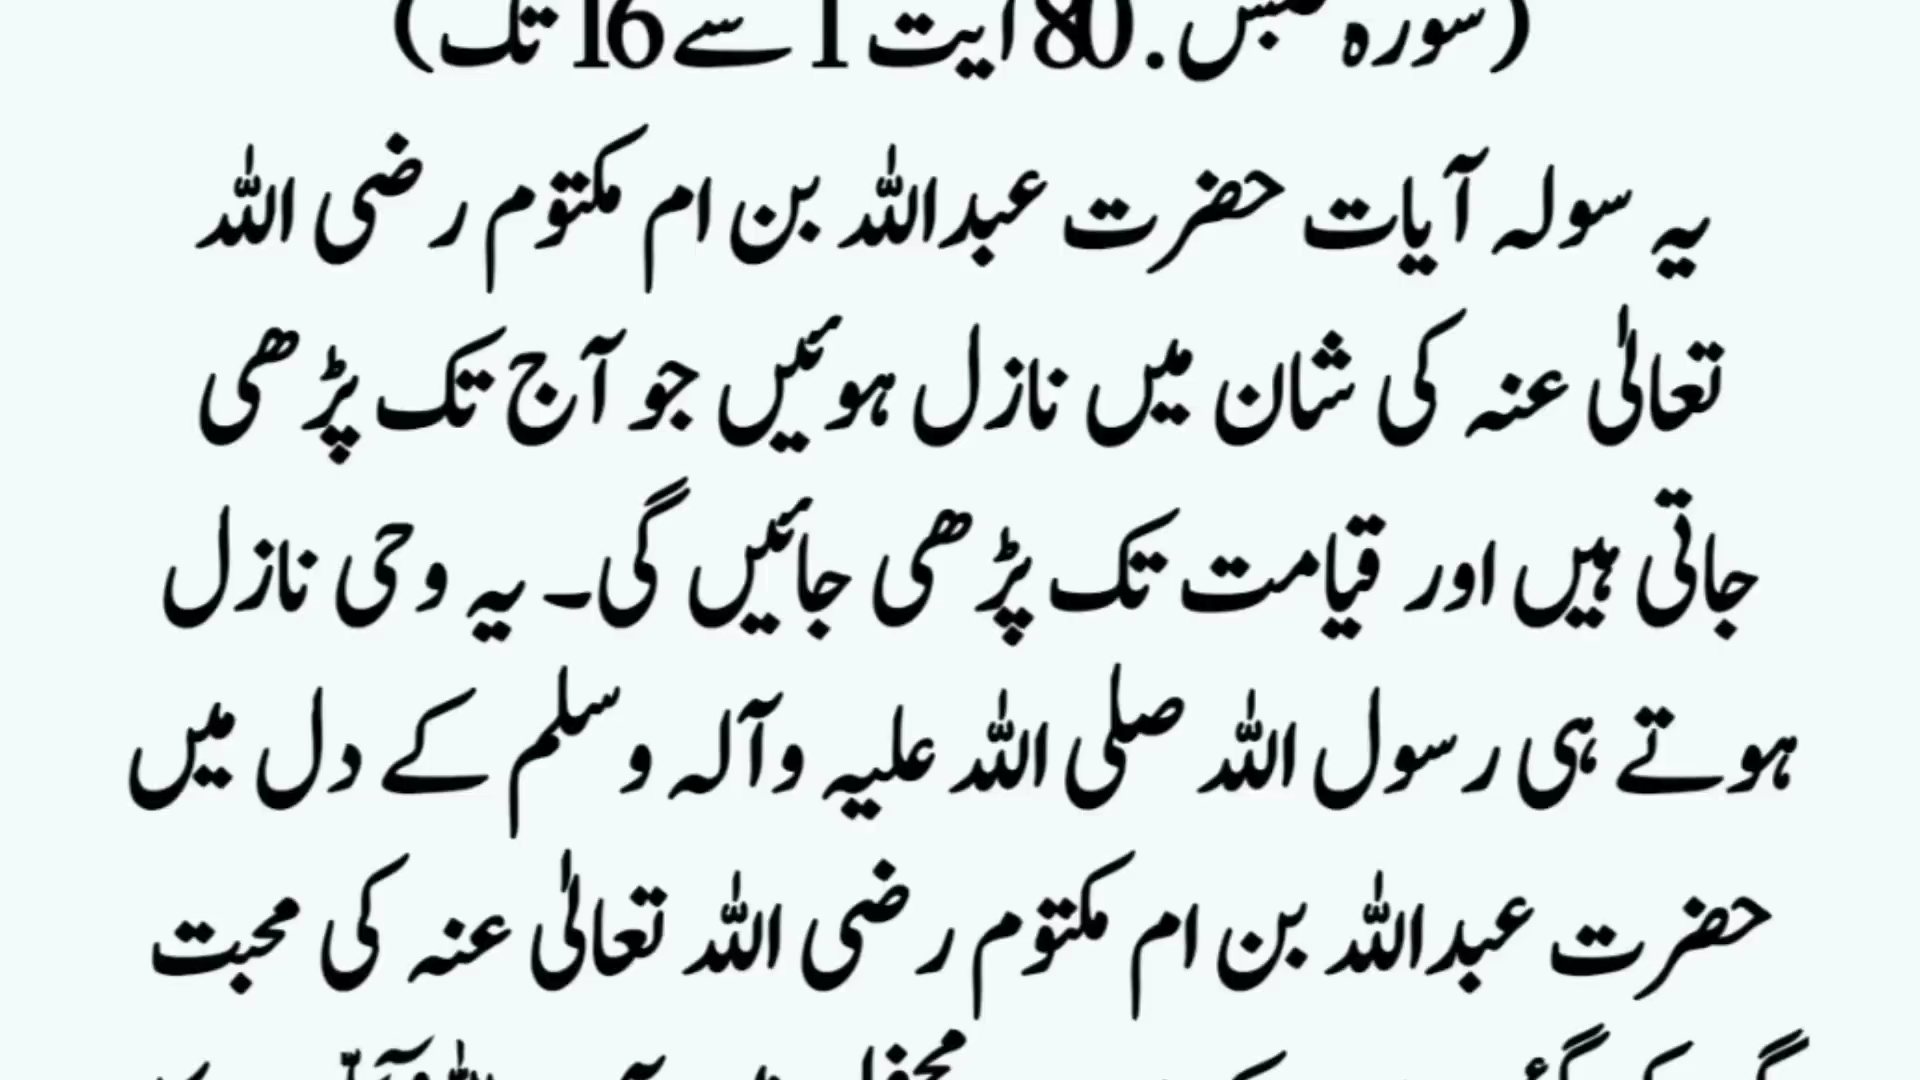 (سورہ عبس. 80 آیت 1 سے 16 تک)
یہ سولہ آیات حضرت عبداللہ بن ام مکتوم رضی اللہ
تعالیٰ عنہ کی شان میں نازل ہوئیں جو آج تک پڑھی
جاتی ہیں اور قیامت تک پڑھی جائیں گی۔ یہ وحی نازل
ہوتے ہی رسول اللہ صلی اللہ علیہ وآلہ وسلم کے دل میں
حضرت عبداللہ بن ام مکتوم رضی اللہ تعالیٰ عنہ کی محبت